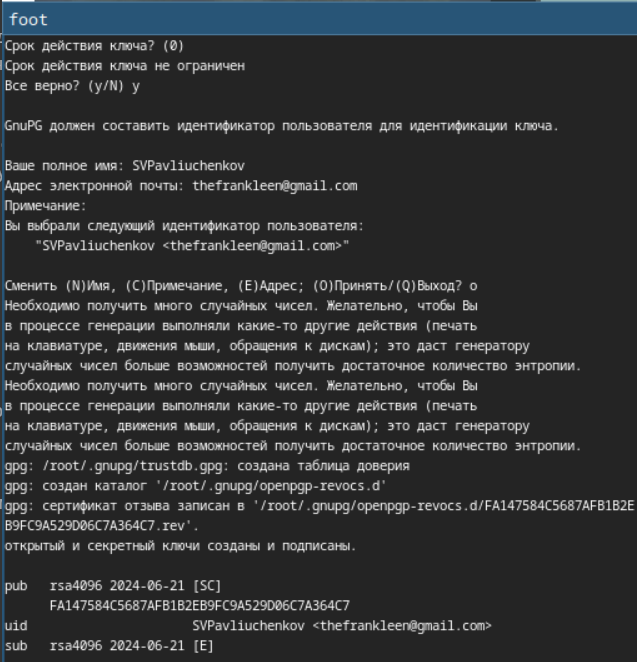 foot
Срок действия ключа? (0)
Срок действия ключа не ограничен
Все верно? (y/N) y
GnuPG должен составить идентификатор пользователя для идентификации ключа.
Ваше полное имя: SVPavliuchenkov
Адрес электронной почты: thefrankleen@gmail.com
Примечание:
Вы выбрали следующий идентификатор пользователя:
"SVPavliuchenkov <thefrankleen@gmail.com>"
Сменить (N)Имя, (C)Примечание, (E)Адрес; (O)Принять/(Q)Выход? o
Необходимо получить много случайных чисел. Желательно, чтобы Вы
в процессе генерации выполняли какие-то другие действия (печать
на клавиатуре, движения мыши, обращения к дискам); это даст генератору
случайных чисел больше возможностей получить достаточное количество энтропии.
Необходимо получить много случайных чисел. Желательно, чтобы Вы
в процессе генерации выполняли какие-то другие действия (печать
на клавиатуре, движения мыши, обращения к дискам); это даст генератору
случайных чисел больше возможностей получить достаточное количество энтропии.
gpg: /root/.gnupg/trustdb.gpg: создана таблица доверия
gpg: создан каталог '/root/.gnupg/openpgp-revocs.d'
gpg: сертификат отзыва записан в '/root/.gnupg/openpgp-revocs.d/FA147584C5687AFB1B2E
B9FC9A529D06C7A364C7.rev'.
открытый и секретный ключи созданы и подписаны.
pub   rsa4096 2024-06-21 [SC]
FA147584C5687AFB1B2EB9FC9A529D06C7A364C7
uid                      SVPavliuchenkov <thefrankleen@gmail.com>
sub   rsa4096 2024-06-21 [E]